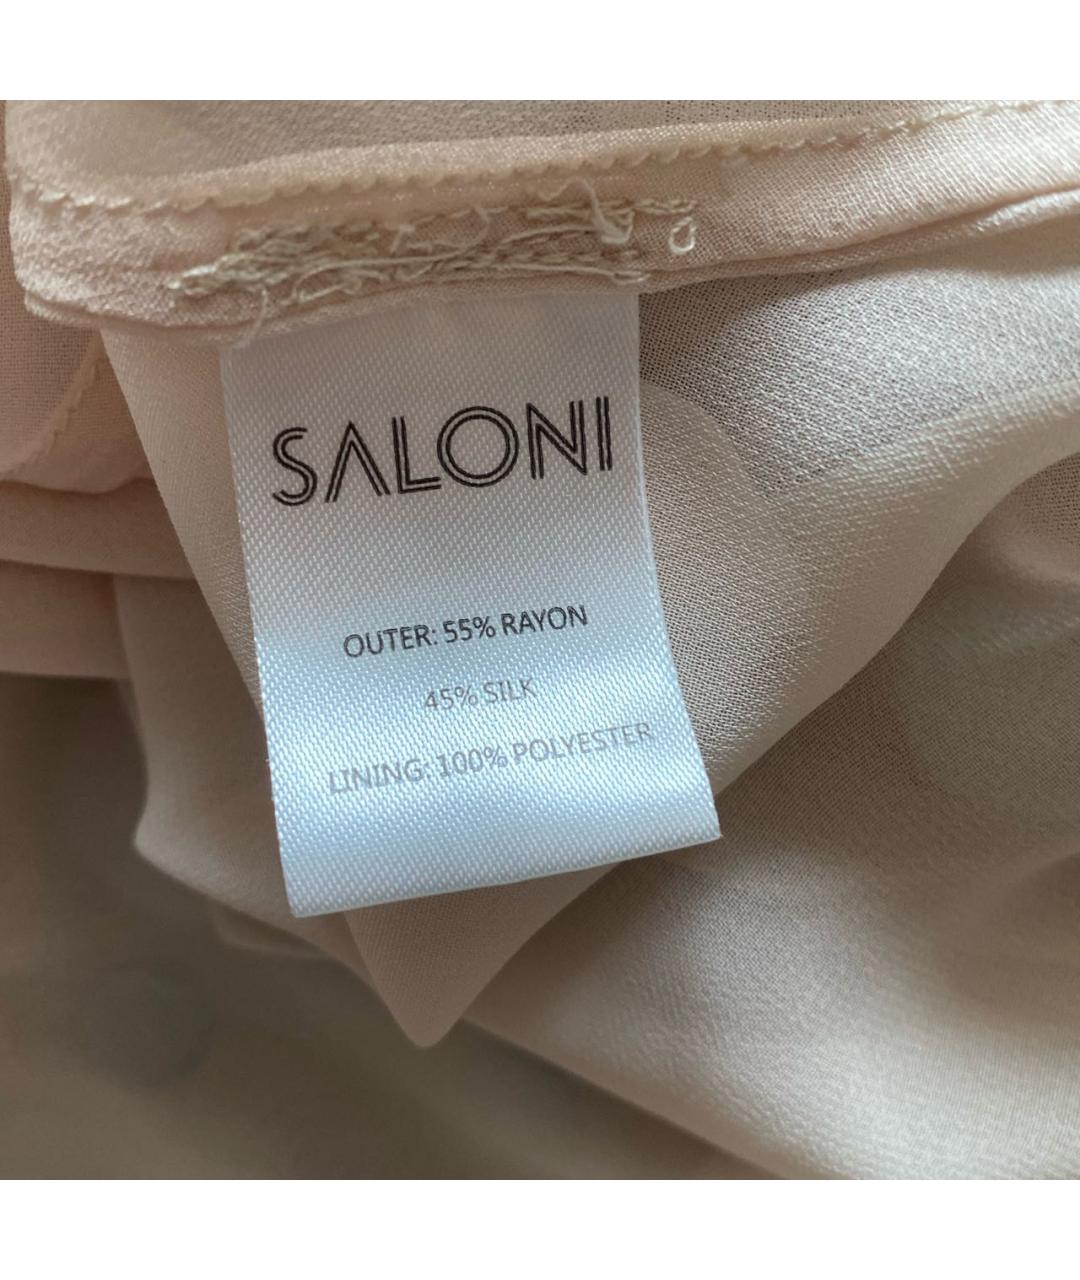 SALONI
OUTER: 55% RAYON
45% SILK
LINING: 100% POLYESTER